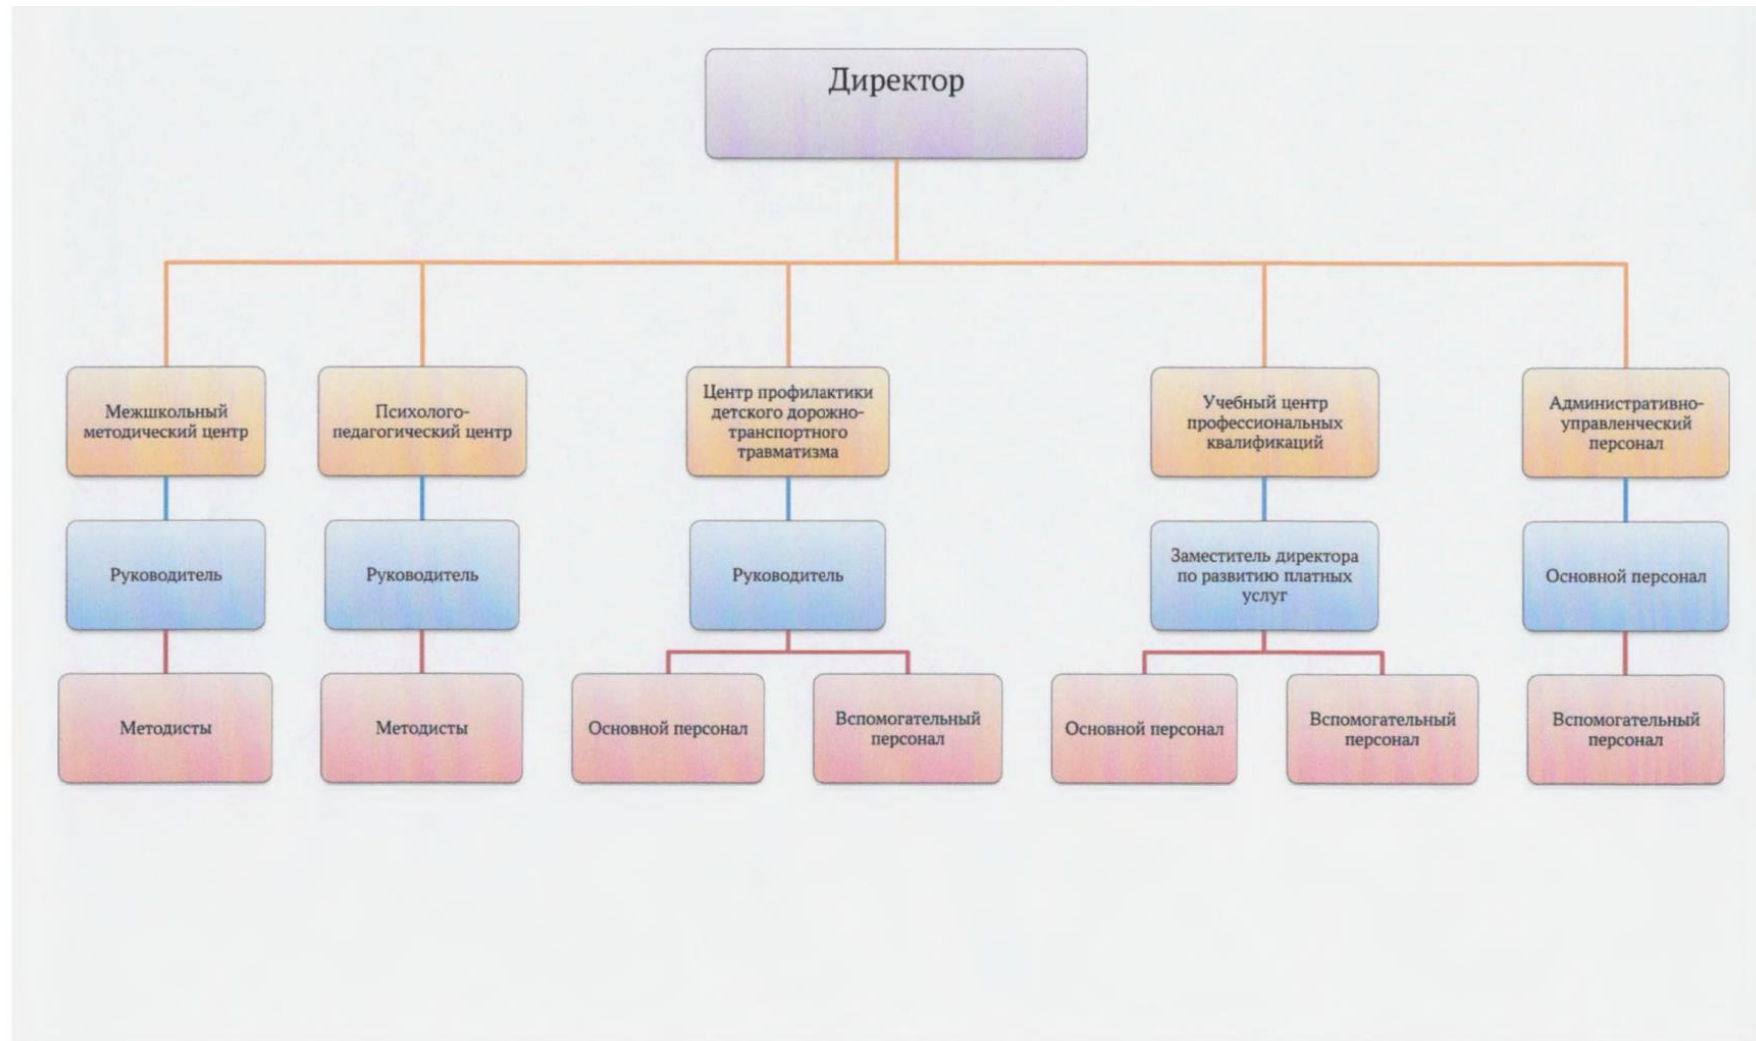 Директор
Межшкольный
методический центр
Психолого-
педагогический центр
Центр профилактики
детского дорожно-
транспортного
травматизма
Учебный центр
профессиональных
квалификаций
Административно-
управленческий
персонал
Руководитель
Руководитель
Руководитель
Заместитель директора
по развитию платных
услуг
Основной персонал
Методисты
Методисты
Основной персонал
Вспомогательный
персонал
Основной персонал
Вспомогательный
персонал
Вспомогательный
персонал